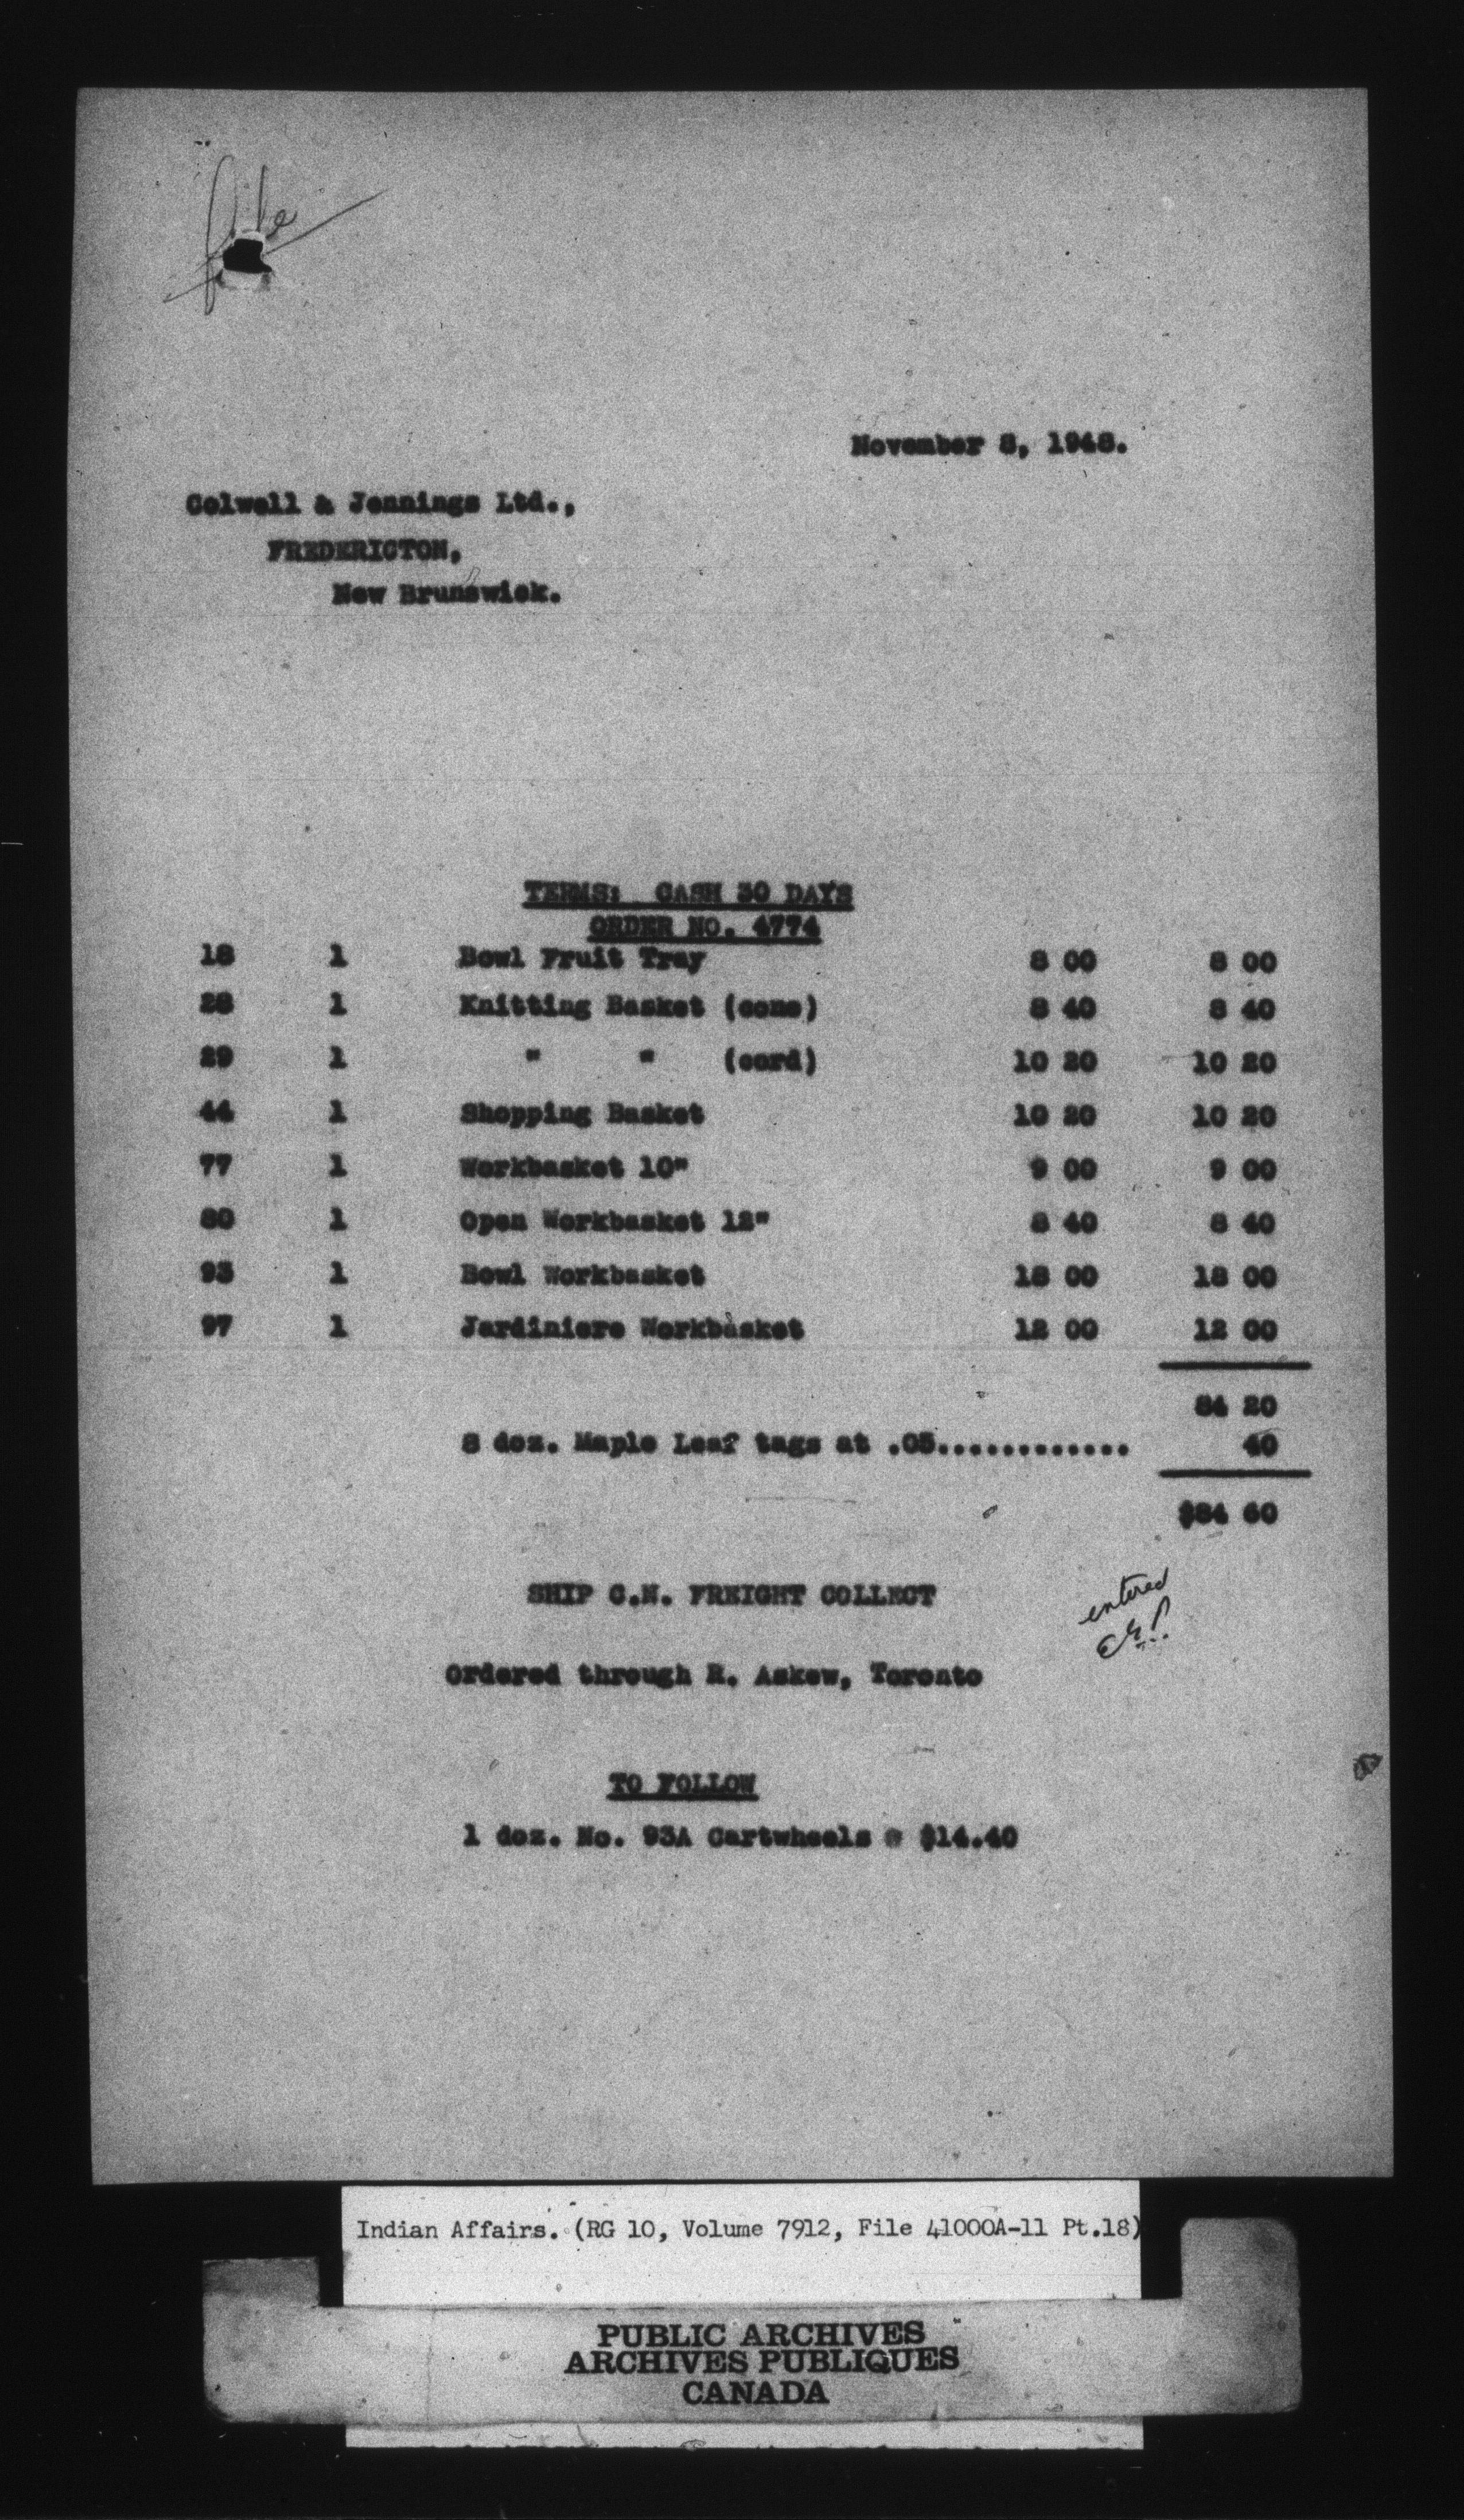 file
November 8, 1948.
Colwell & Jennings Ltd.,
FREDERICTON,
New Brunswick.
TERMS: CASH 30 DAYS
ORDER NO. 4774
18 1 Bowl Fruit Tray 8 00 8 00
28 1 Knitting Basket (cone) 8 40 8 40
29 1 " " (cord) 10 20 10 20
44 1 Shopping Basket 10 20 10 20
77 1 Workbasket 10" 9 00 9 00
80 1 Open Workbasket 12" 8 40 8 40
93 1 Bowl Workbasket 18 00 18 00
97 1 Jardiniere Workbasket 12 00 12 00
84 20
8 doz. Maple Leaf tags at .05............ 40
$84 60
SHIP C.N. FREIGHT COLLECT
entered
Ordered through R. Askew, Toronto
TO FOLLOW
1 doz. No. 93A Cartwheels @ $14.40
Indian Affairs. (RG 10, Volume 7912, File 41000A-11 Pt.18)
PUBLIC ARCHIVES
ARCHIVES PUBLIQUES
CANADA